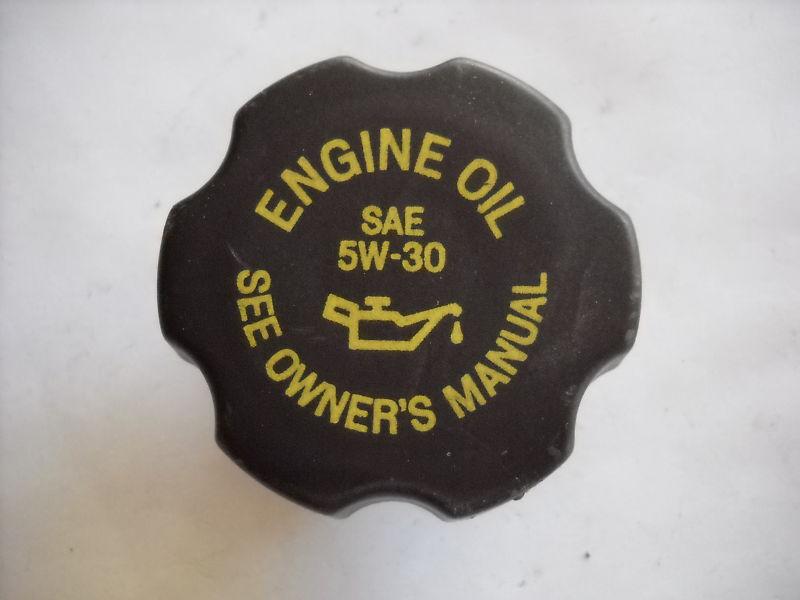 ENGINE OIL
SAE
5W-30
SEE OWNER'S MANUAL